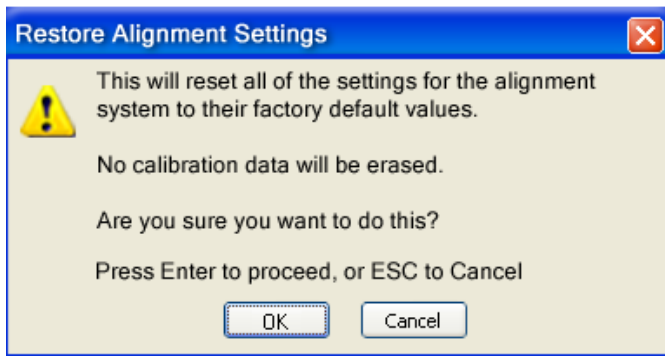 Restore Alignment Settings
This will reset all of the settings for the alignment
system to their factory default values.
No calibration data will be erased.
Are you sure you want to do this?
Press Enter to proceed, or ESC to Cancel
OK
Cancel